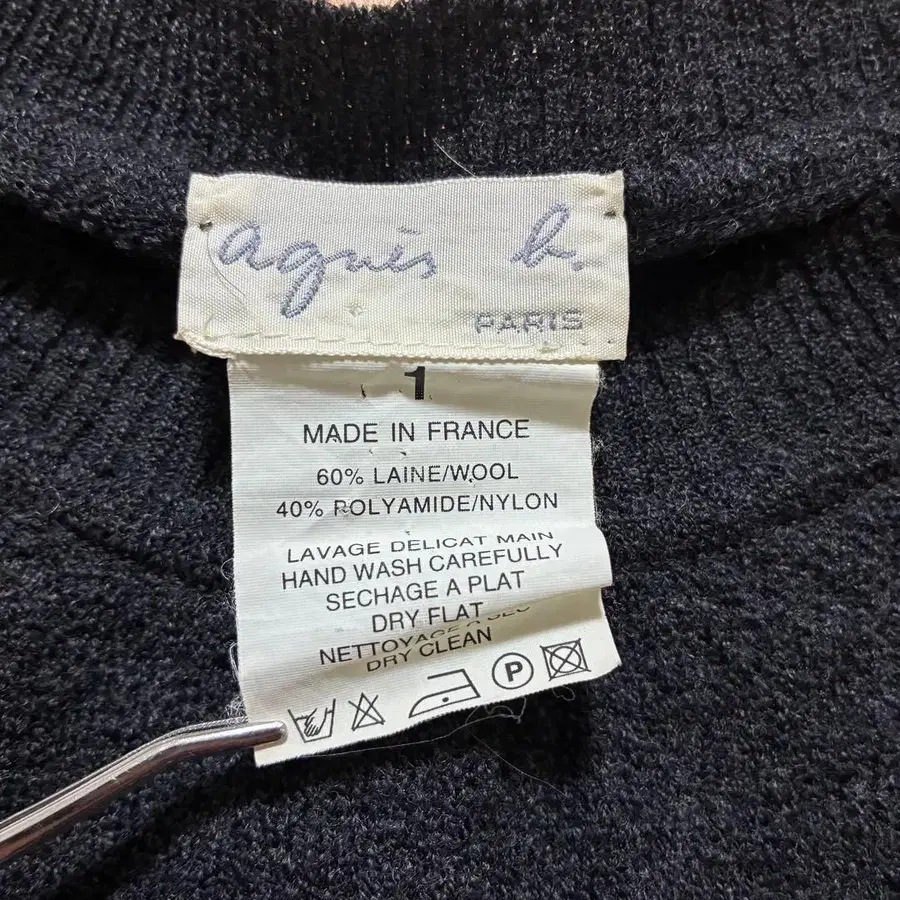 agnès b.
PARIS
1
MADE IN FRANCE
60% LAINE/WOOL
40% POLYAMIDE/NYLON
LAVAGE DELICAT MAIN
HAND WASH CAREFULLY
SECHAGE A PLAT
DRY FLAT
NETTOYAGE A SEC
DRY CLEAN
P